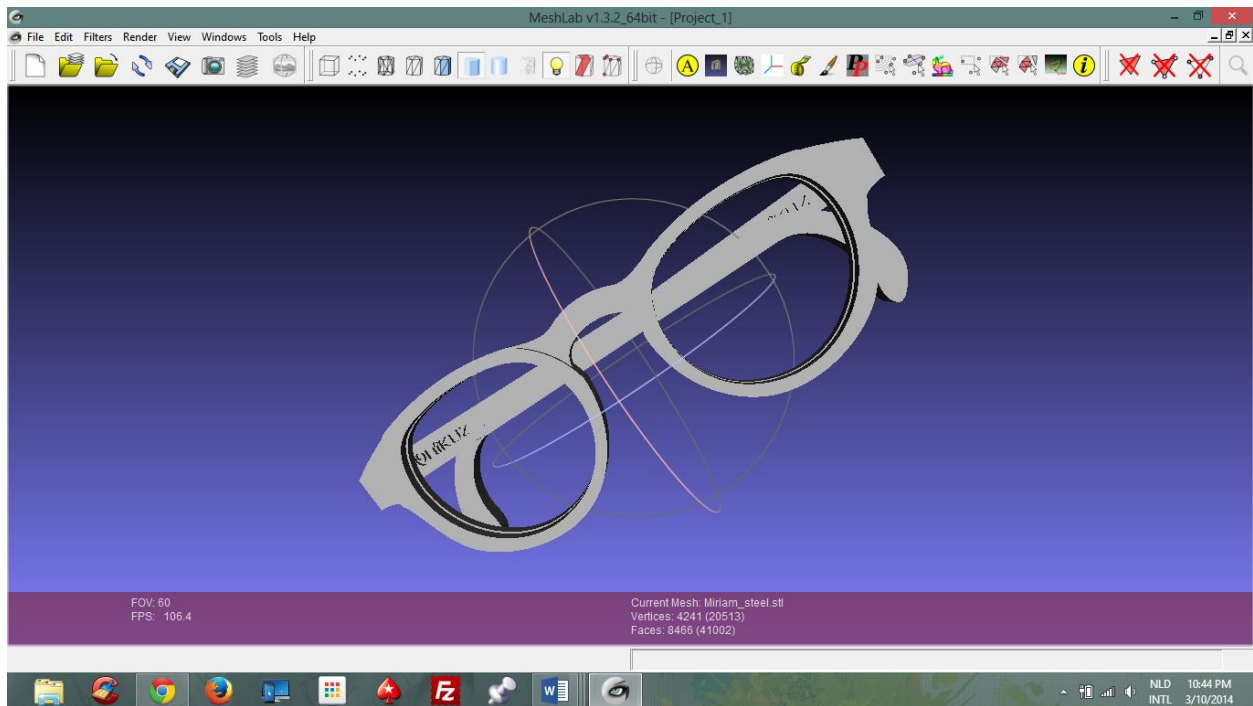 MeshLab v1.3.2_64bit - [Project_1]
File Edit Filters Render View Windows Tools Help
FOV: 60
FPS: 106.4
Current Mesh: Miriam_steel.stl
Vertices: 4241 (20513)
Faces: 8466 (41002)
NLD 10:44 PM
INTL 3/10/2014